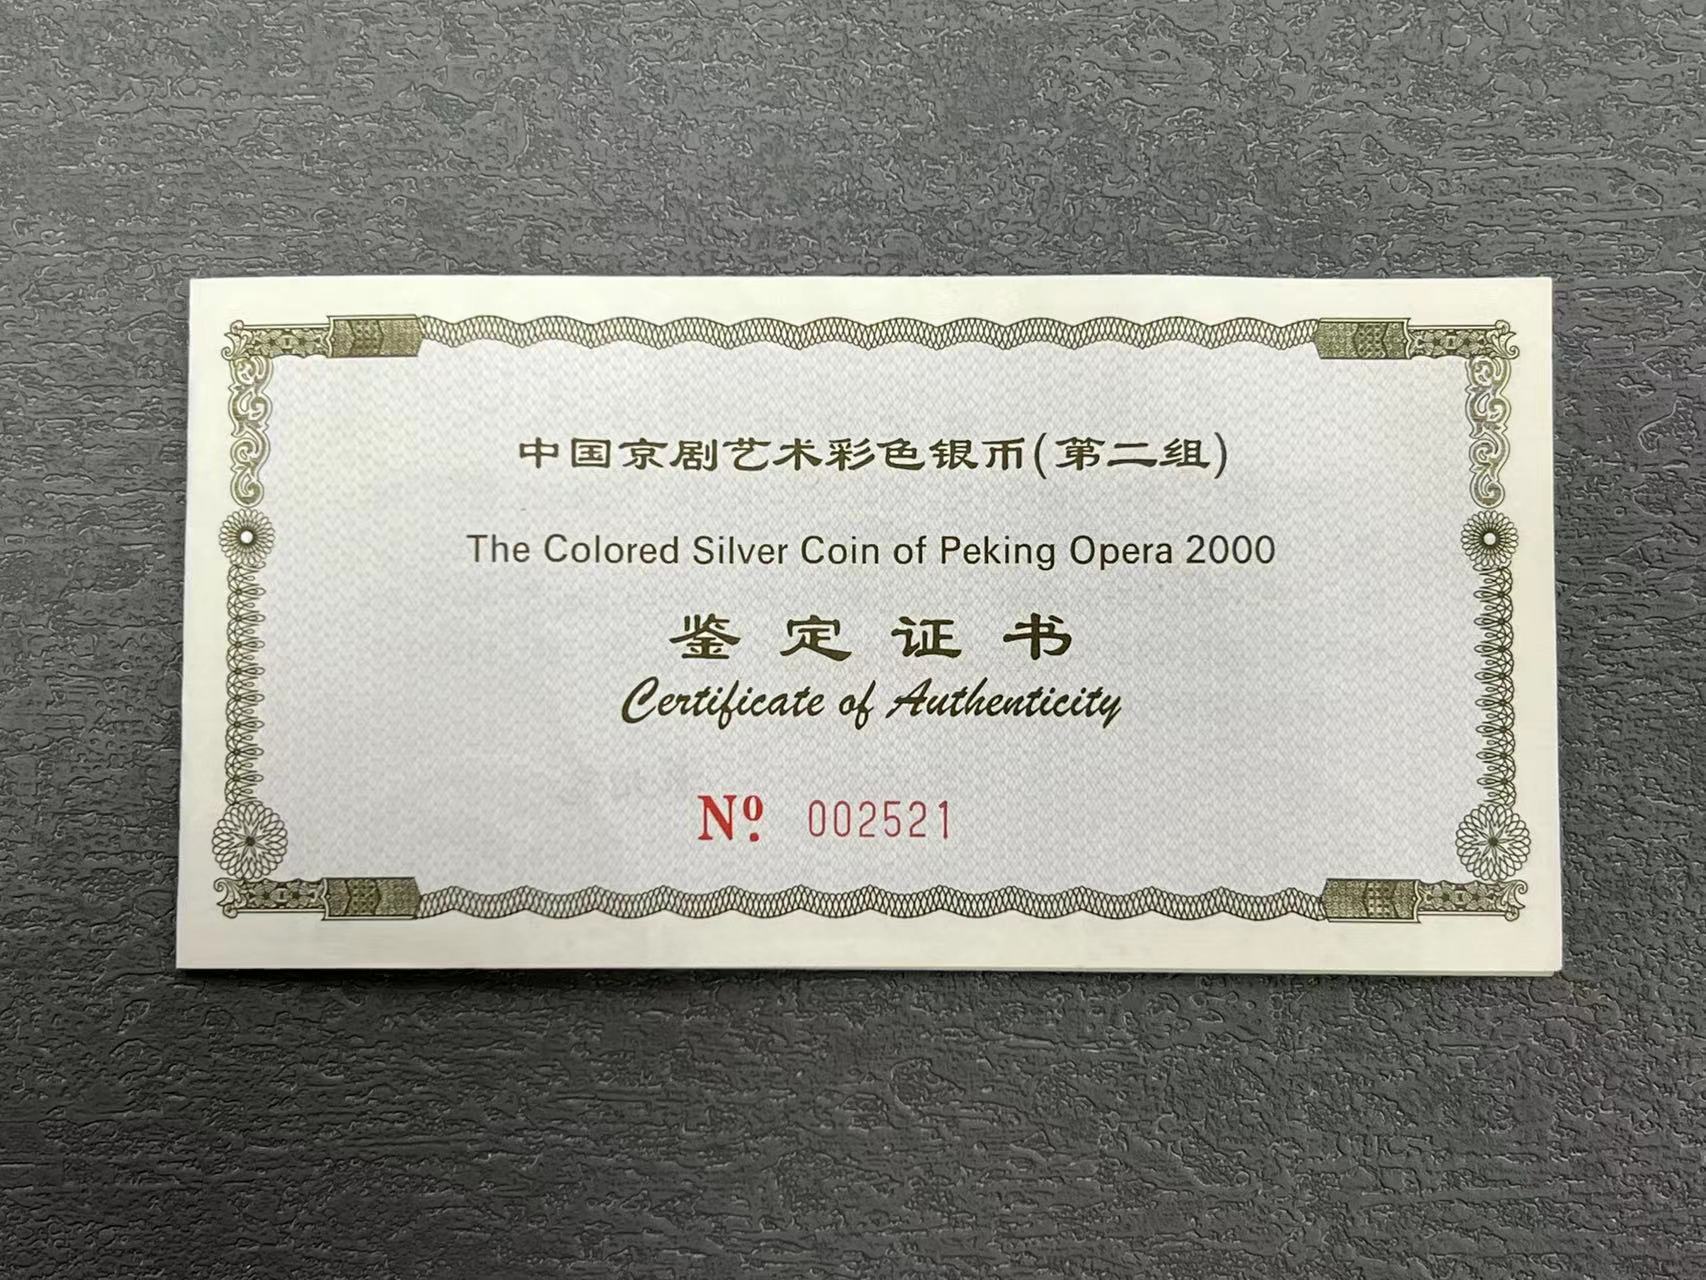 中国京剧艺术彩色银币(第二组)
The Colored Silver Coin of Peking Opera 2000
鉴定证书
Certificate of Authenticity
Nº 002521